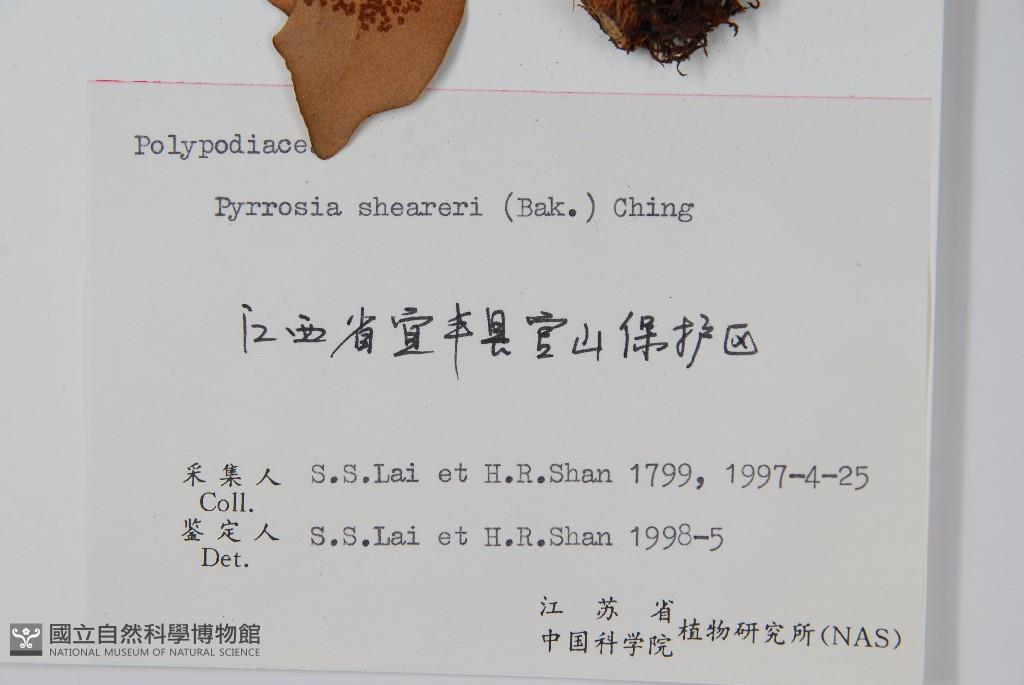 Polypodiace
Pyrrosia sheareri (Bak.) Ching
江西省宜丰县官山保护区
采集人 S.S.Lai et H.R.Shan 1799, 1997-4-25
Coll.
鉴定人 S.S.Lai et H.R.Shan 1998-5
Det.
江苏省
中国科学院 植物研究所(NAS)
國立自然科學博物館
NATIONAL MUSEUM OF NATURAL SCIENCE